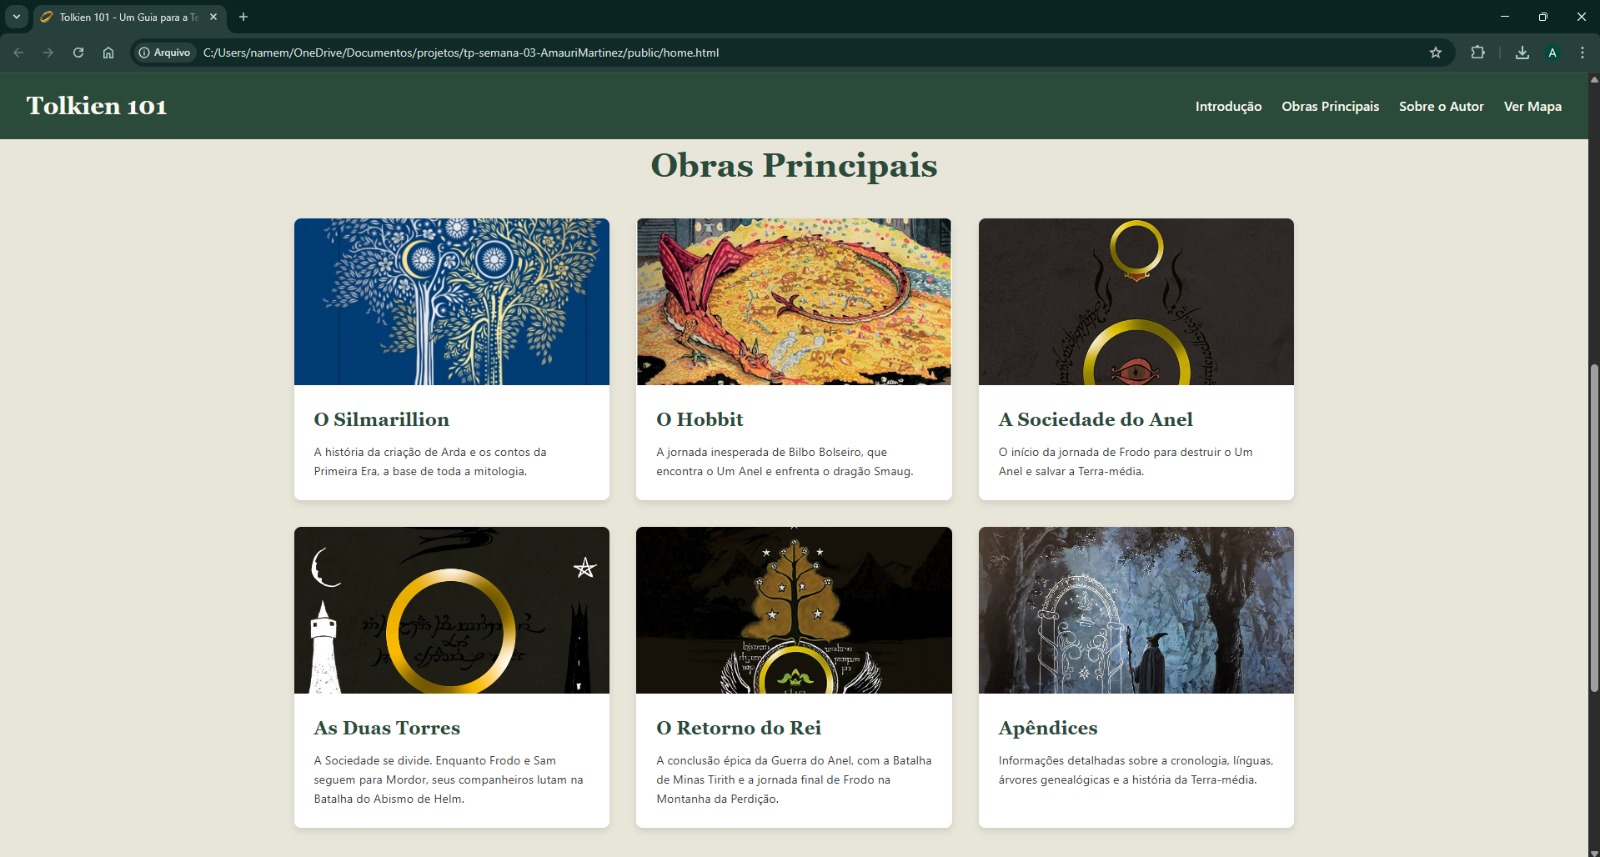 Tolkien 101 - Um Guia para a To
Arquivo
C:/Users/namem/OneDrive/Documentos/projetos/tp-semana-03-AmauriMartinez/public/home.html
A
Tolkien 101
Introdução
Obras Principais
Sobre o Autor
Ver Mapa
Obras Principais
O Silmarillion
A história da criação de Arda e os contos da
Primeira Era, a base de toda a mitologia.
O Hobbit
A jornada inesperada de Bilbo Bolseiro, que
encontra o Um Anel e enfrenta o dragão Smaug.
A Sociedade do Anel
O início da jornada de Frodo para destruir o Um
Anel e salvar a Terra-média.
As Duas Torres
A Sociedade se divide. Enquanto Frodo e Sam
seguem para Mordor, seus companheiros lutam na
Batalha do Abismo de Helm.
O Retorno do Rei
A conclusão épica da Guerra do Anel, com a Batalha
de Minas Tirith e a jornada final de Frodo na
Montanha da Perdição.
Apêndices
Informações detalhadas sobre a cronologia, línguas,
árvores genealógicas e a história da Terra-média.